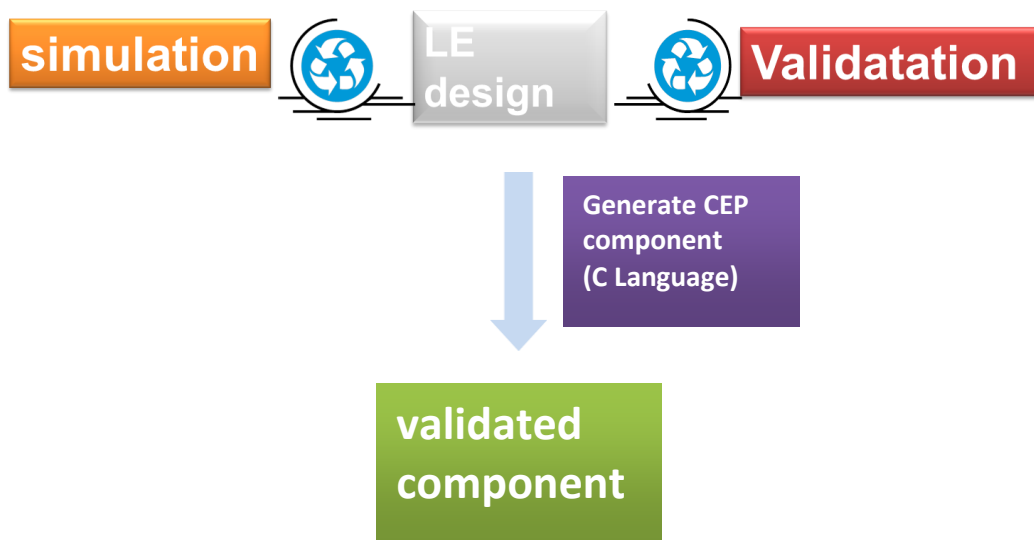 simulation
LE
design
Validatation
Generate CEP
component
(C Language)
validated
component